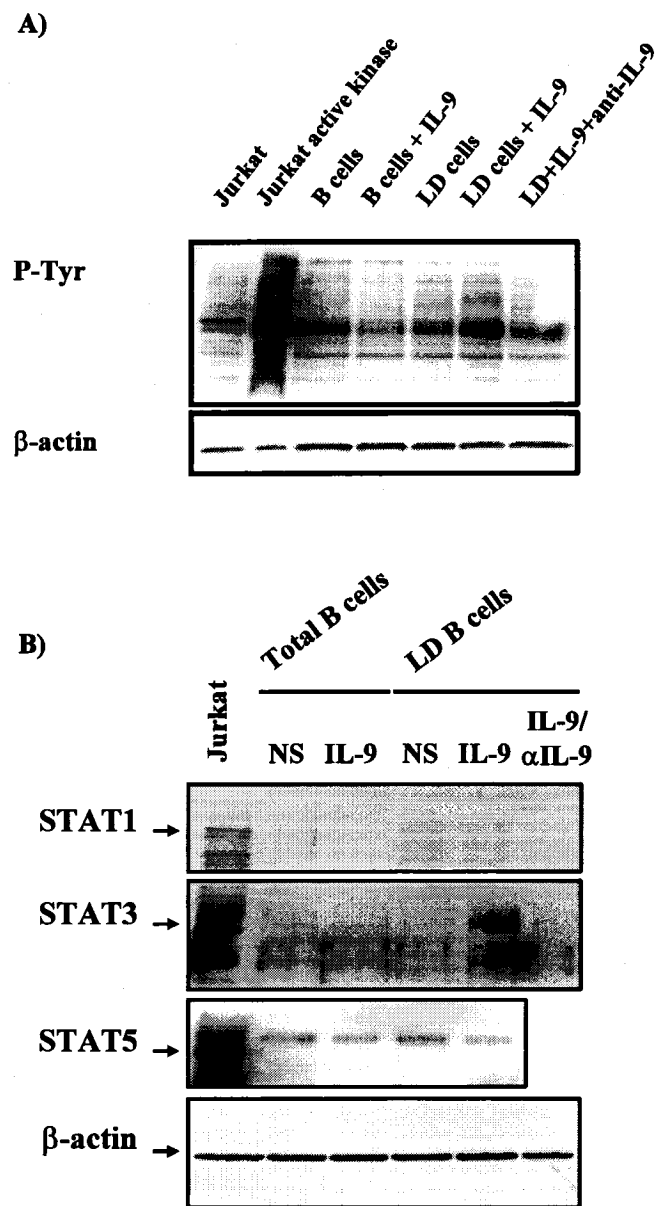 A)
Jurkat
Jurkat active kinase
B cells
B cells + IL-9
LD cells
LD cells + IL-9
LD+IL-9+anti-IL-9
P-Tyr
β-actin
B)
Total B cells
LD B cells
Jurkat
NS
IL-9
NS
IL-9
IL-9/
αIL-9
STAT1
STAT3
STAT5
β-actin